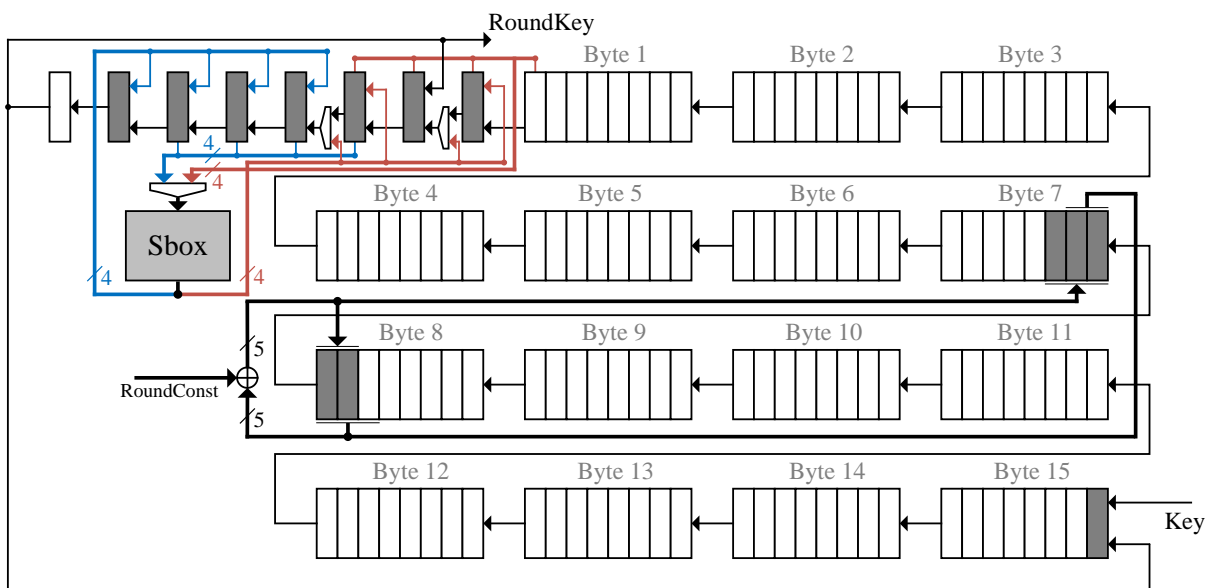 RoundKey
Byte 1 Byte 2 Byte 3
4
4
Byte 4 Byte 5 Byte 6 Byte 7
Sbox
4 4
Byte 8 Byte 9 Byte 10 Byte 11
5
RoundConst
5
Byte 12 Byte 13 Byte 14 Byte 15
Key